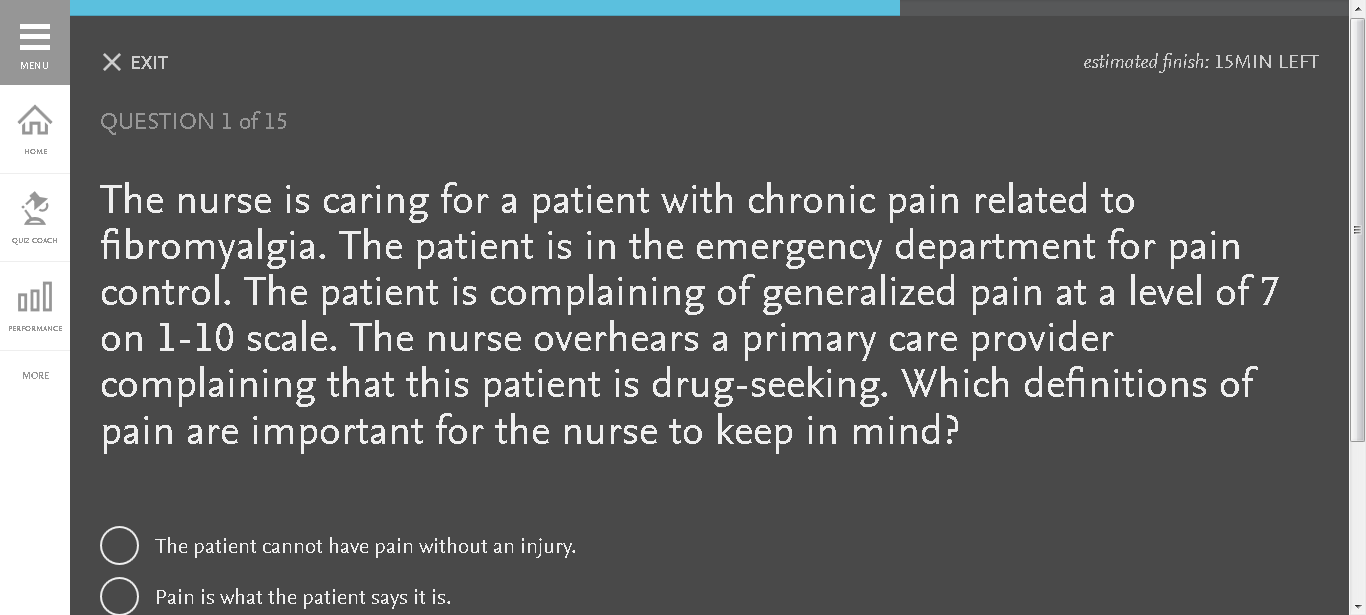 MENU
EXIT
estimated finish: 15MIN LEFT
HOME
QUESTION 1 of 15
QUIZ COACH
The nurse is caring for a patient with chronic pain related to
fibromyalgia. The patient is in the emergency department for pain
control. The patient is complaining of generalized pain at a level of 7
on 1-10 scale. The nurse overhears a primary care provider
complaining that this patient is drug-seeking. Which definitions of
pain are important for the nurse to keep in mind?
PERFORMANCE
MORE
The patient cannot have pain without an injury.
Pain is what the patient says it is.